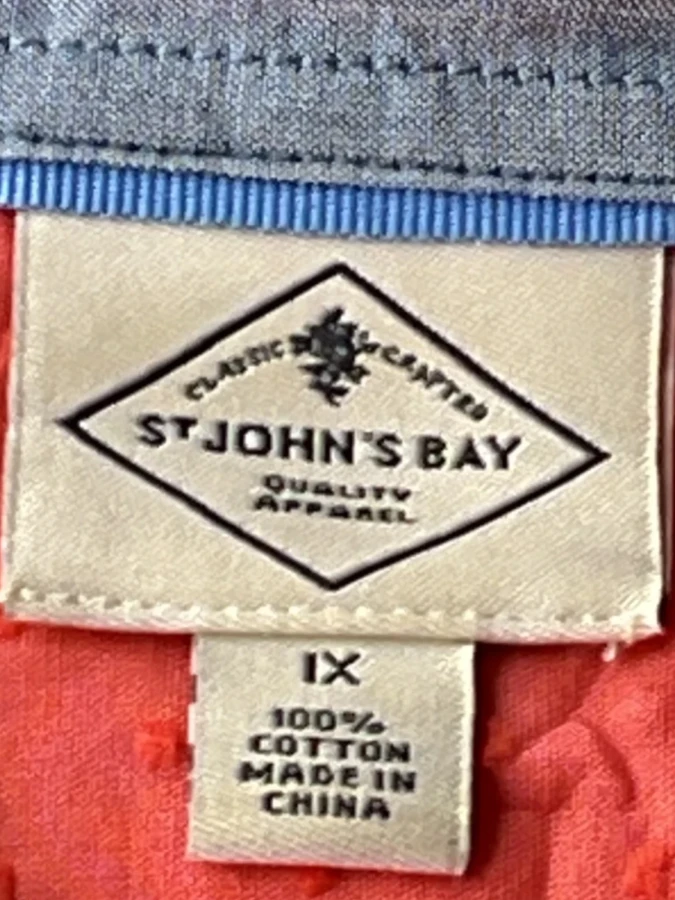 CLASSIC CRAFTED
ST JOHN'S BAY
QUALITY
APPAREL
1X
100%
COTTON
MADE IN
CHINA